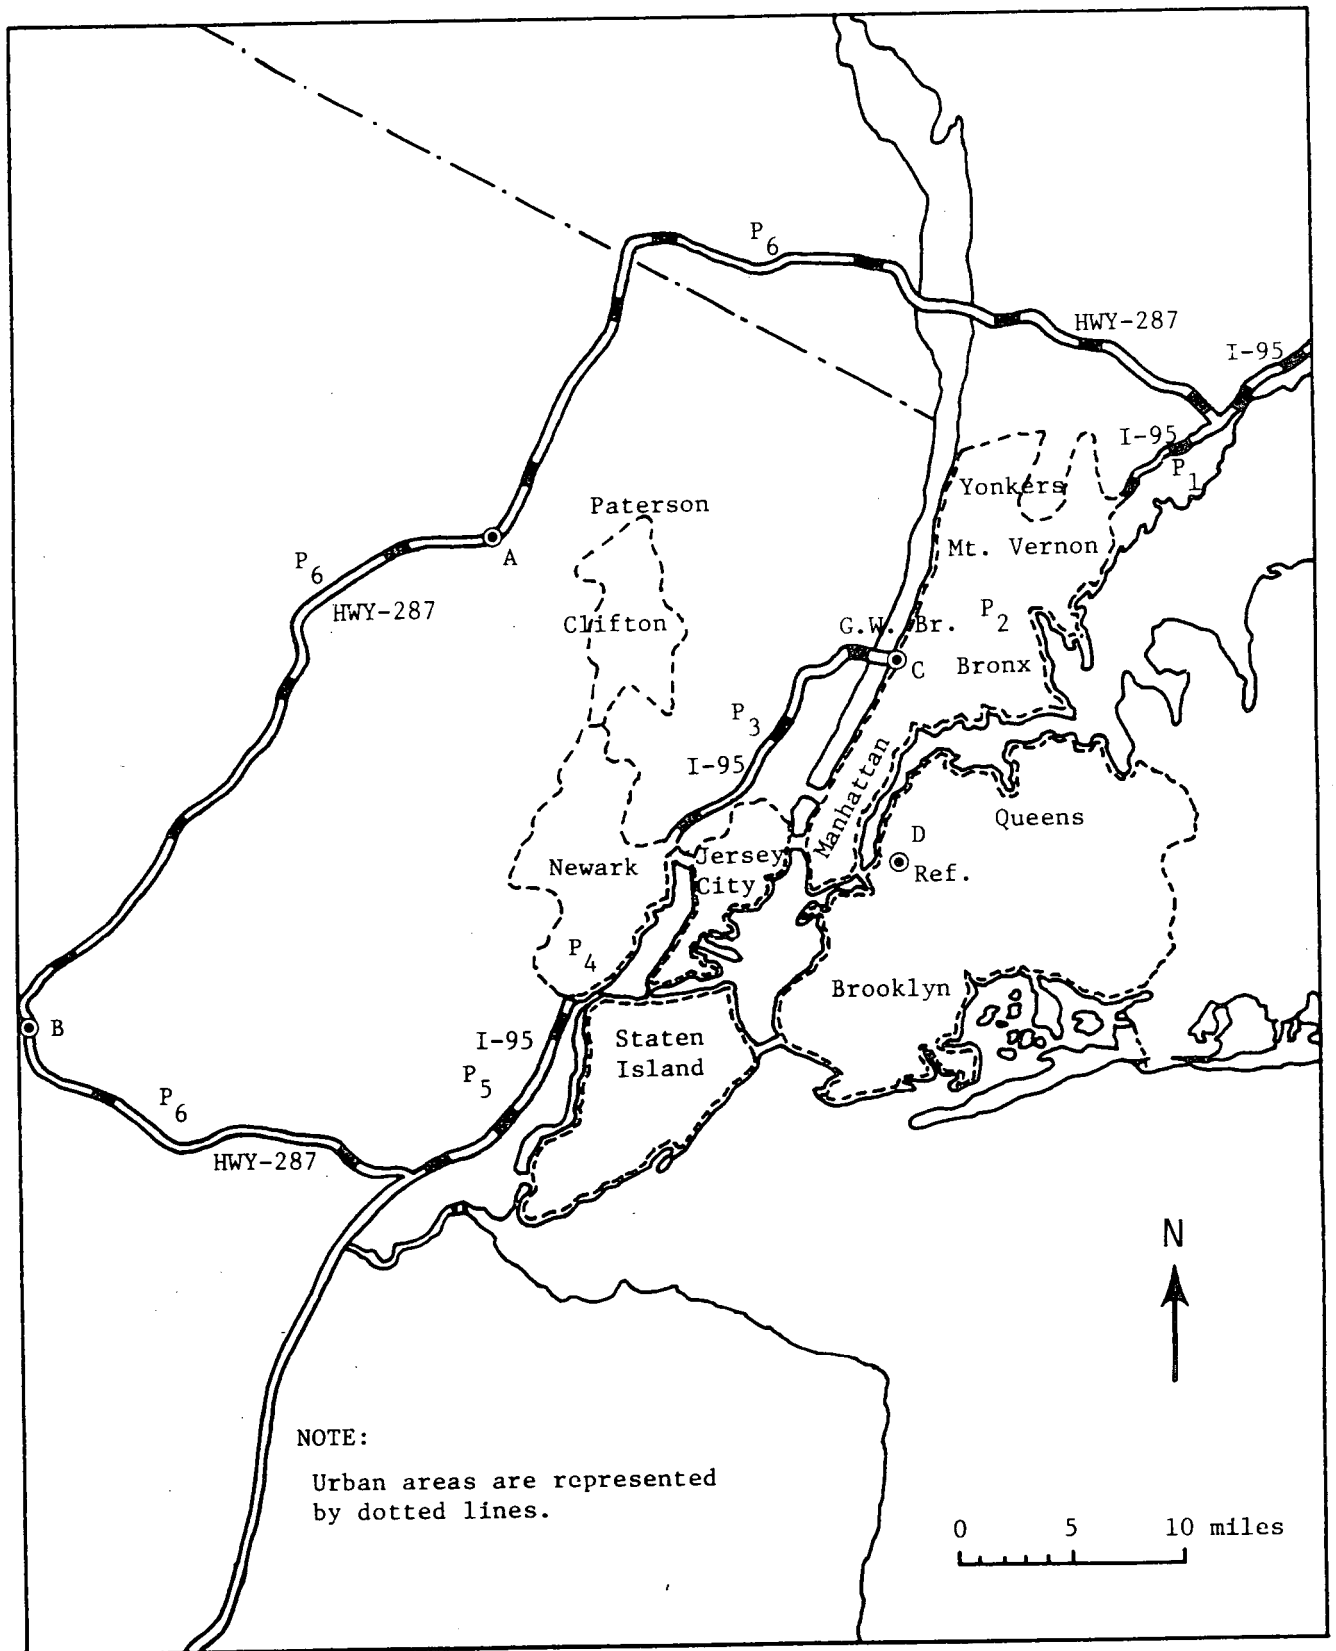 P6
HWY-287
I-95
I-95
P1
Yonkers
Paterson
Mt. Vernon
A
P6
HWY-287
Clifton
G.W. Br.
P2
C
Bronx
P3
I-95
Manhattan
Queens
D
Ref.
Newark
Jersey
City
P4
Brooklyn
B
I-95
Staten
Island
P5
P6
HWY-287
N
NOTE:
Urban areas are represented
by dotted lines.
0 5 10 miles